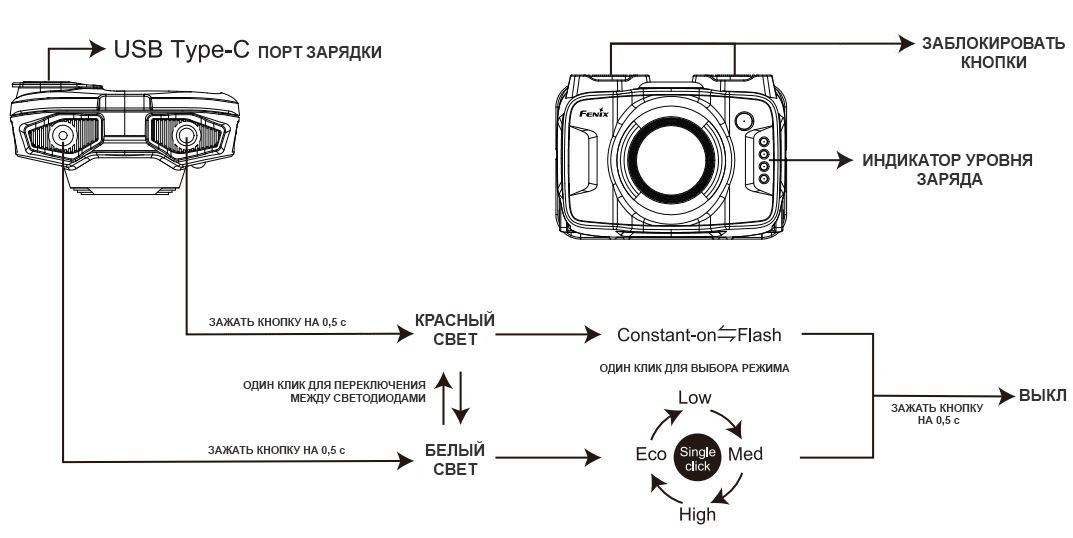 USB Type-C ПОРТ ЗАРЯДКИ
ЗАБЛОКИРОВАТЬ
КНОПКИ
FENIX
ИНДИКАТОР УРОВНЯ
ЗАРЯДА
ЗАЖАТЬ КНОПКУ НА 0,5 с
КРАСНЫЙ
СВЕТ
Constant-on⇆Flash
ОДИН КЛИК ДЛЯ ВЫБОРА РЕЖИМА
ОДИН КЛИК ДЛЯ ПЕРЕКЛЮЧЕНИЯ
МЕЖДУ СВЕТОДИОДАМИ
ВЫКЛ
ЗАЖАТЬ КНОПКУ
НА 0,5 с
ЗАЖАТЬ КНОПКУ НА 0,5 с
БЕЛЫЙ
СВЕТ
Low
Eco
Single
click
Med
High